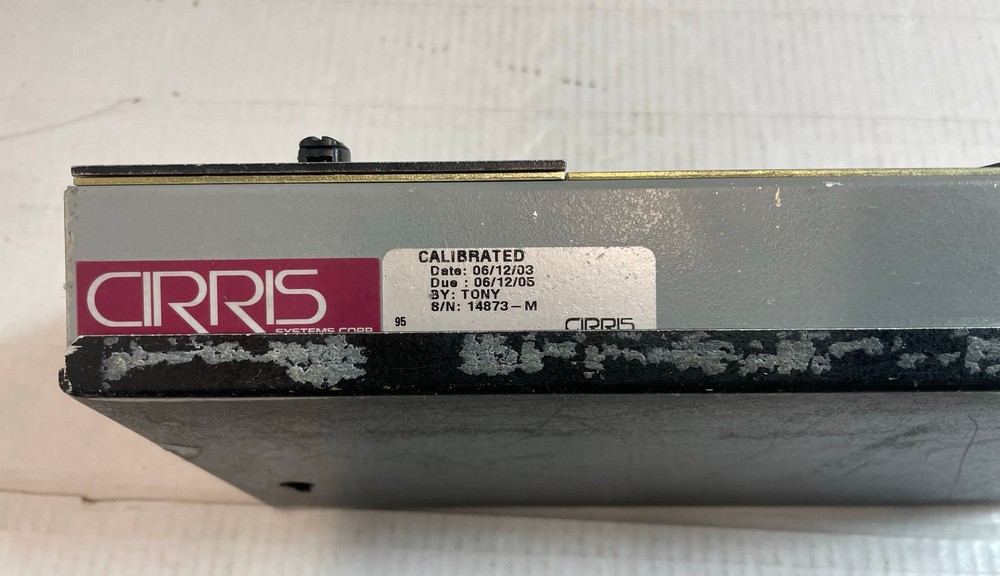 CIRRIS
SYSTEMS CORP
CALIBRATED
Date: 06/12/03
Due : 06/12/05
BY: TONY
S/N: 14873-M
95
CIRRIS